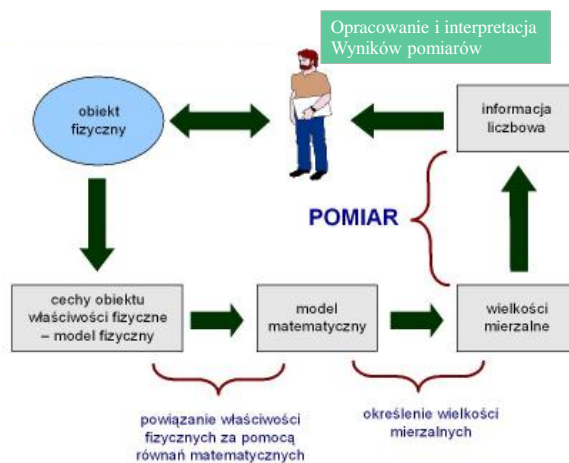 Opracowanie i interpretacja
Wyników pomiarów
obiekt
fizyczny
informacja
liczbowa
POMIAR
cechy obiektu
właściwości fizyczne
– model fizyczny
model
matematyczny
wielkości
mierzalne
powiązanie właściwości
fizycznych za pomocą
równań matematycznych
określenie wielkości
mierzalnych